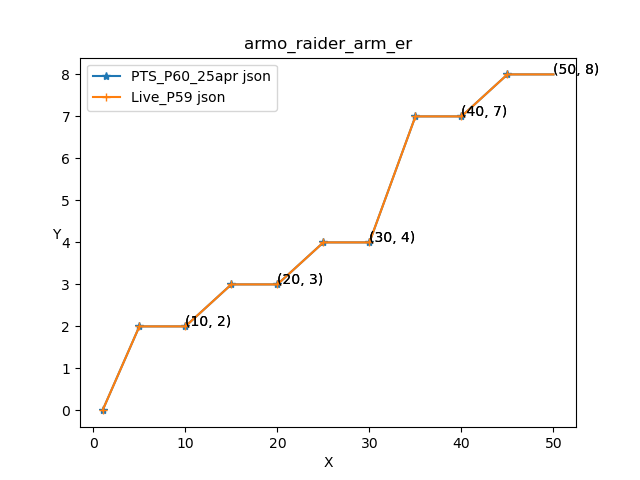 armo_raider_arm_er
PTS_P60_25apr json
Live_P59 json
8
7
6
5
4
3
2
1
0
Y
(50, 8)
(40, 7)
(30, 4)
(20, 3)
(10, 2)
0 10 20 30 40 50
X